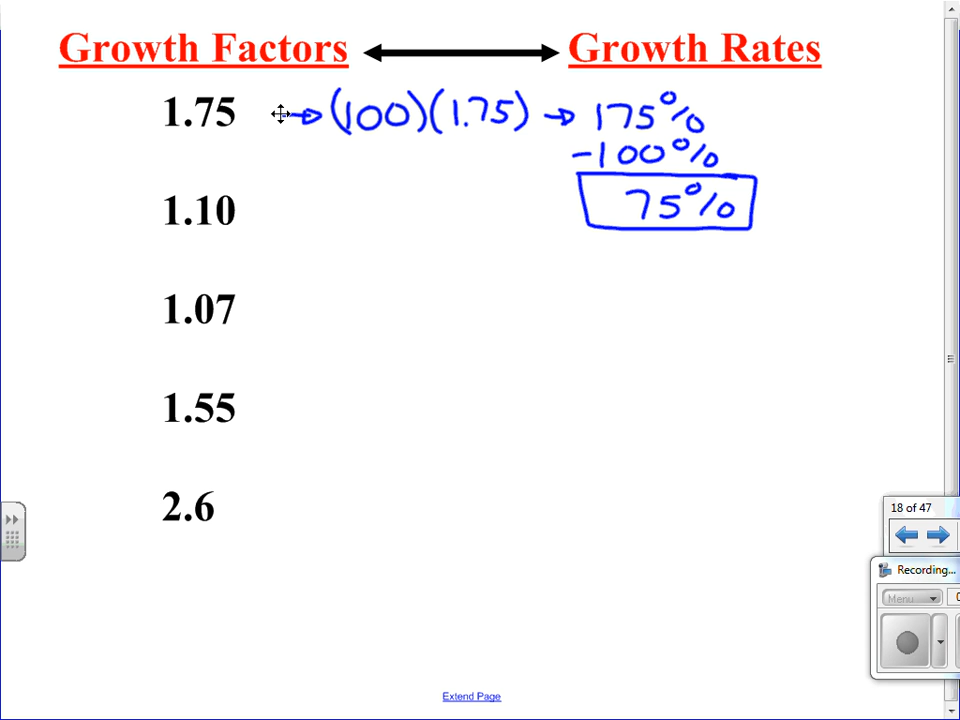 Growth Factors Growth Rates
1.75 (100)(1.75) → 175%
-100%
75%
1.10
1.07
1.55
2.6
18 of 47
Recording...
Menu
Extend Page